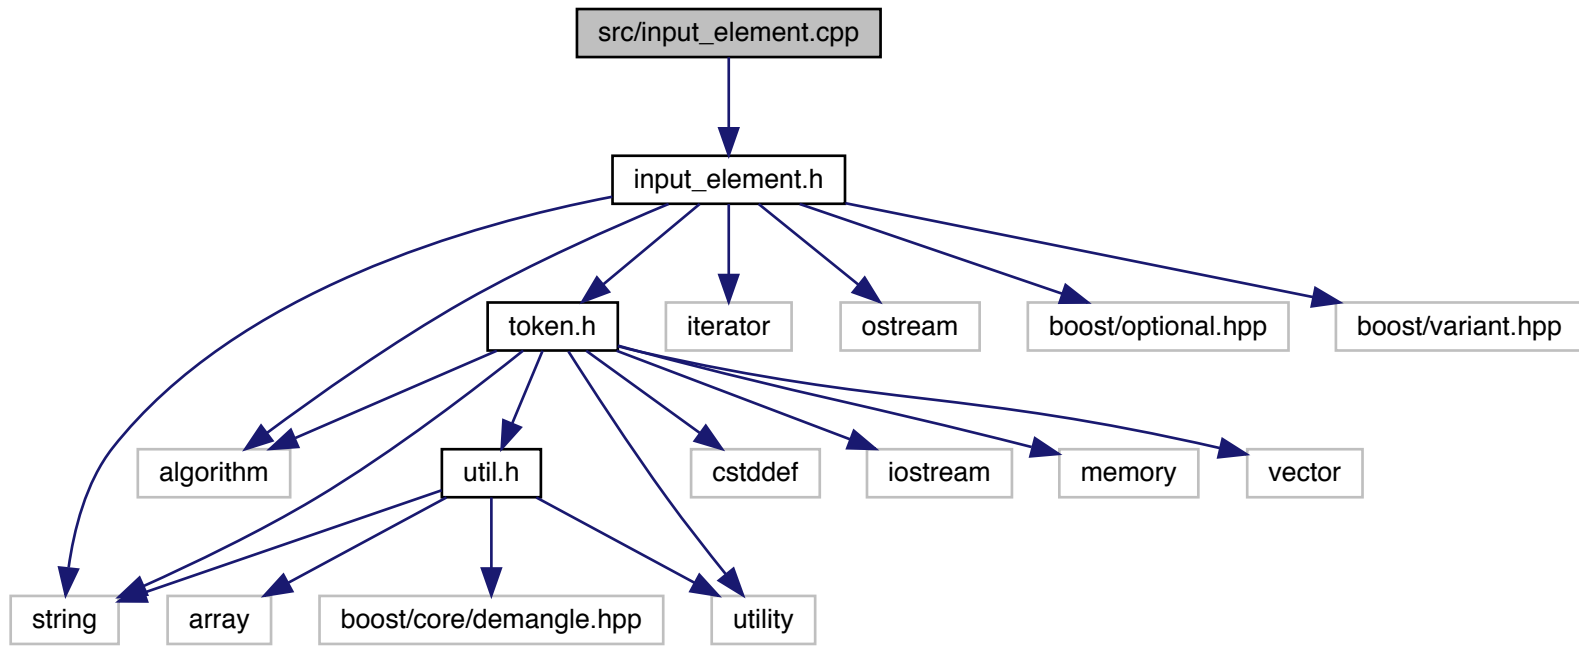 src/input_element.cpp
input_element.h
token.h
iterator
ostream
boost/optional.hpp
boost/variant.hpp
algorithm
util.h
cstddef
iostream
memory
vector
string
array
boost/core/demangle.hpp
utility